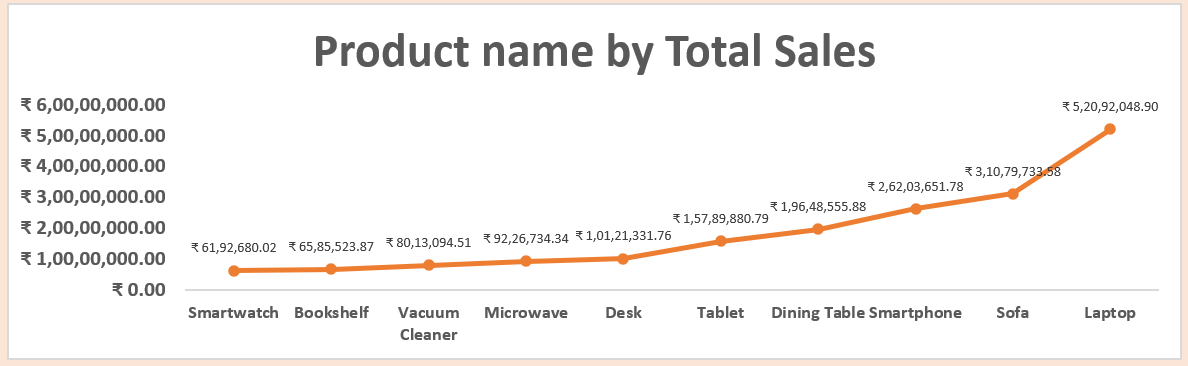 Product name by Total Sales
₹ 6,00,00,000.00
₹ 5,00,00,000.00
₹ 4,00,00,000.00
₹ 3,00,00,000.00
₹ 2,00,00,000.00
₹ 1,00,00,000.00
₹ 0.00
₹ 61,92,680.02
₹ 65,85,523.87
₹ 80,13,094.51
₹ 92,26,734.34
₹ 1,01,21,331.76
₹ 1,57,89,880.79
₹ 1,96,48,555.88
₹ 2,62,03,651.78
₹ 3,10,79,733.58
₹ 5,20,92,048.90
Smartwatch
Bookshelf
Vacuum
Cleaner
Microwave
Desk
Tablet
Dining Table
Smartphone
Sofa
Laptop